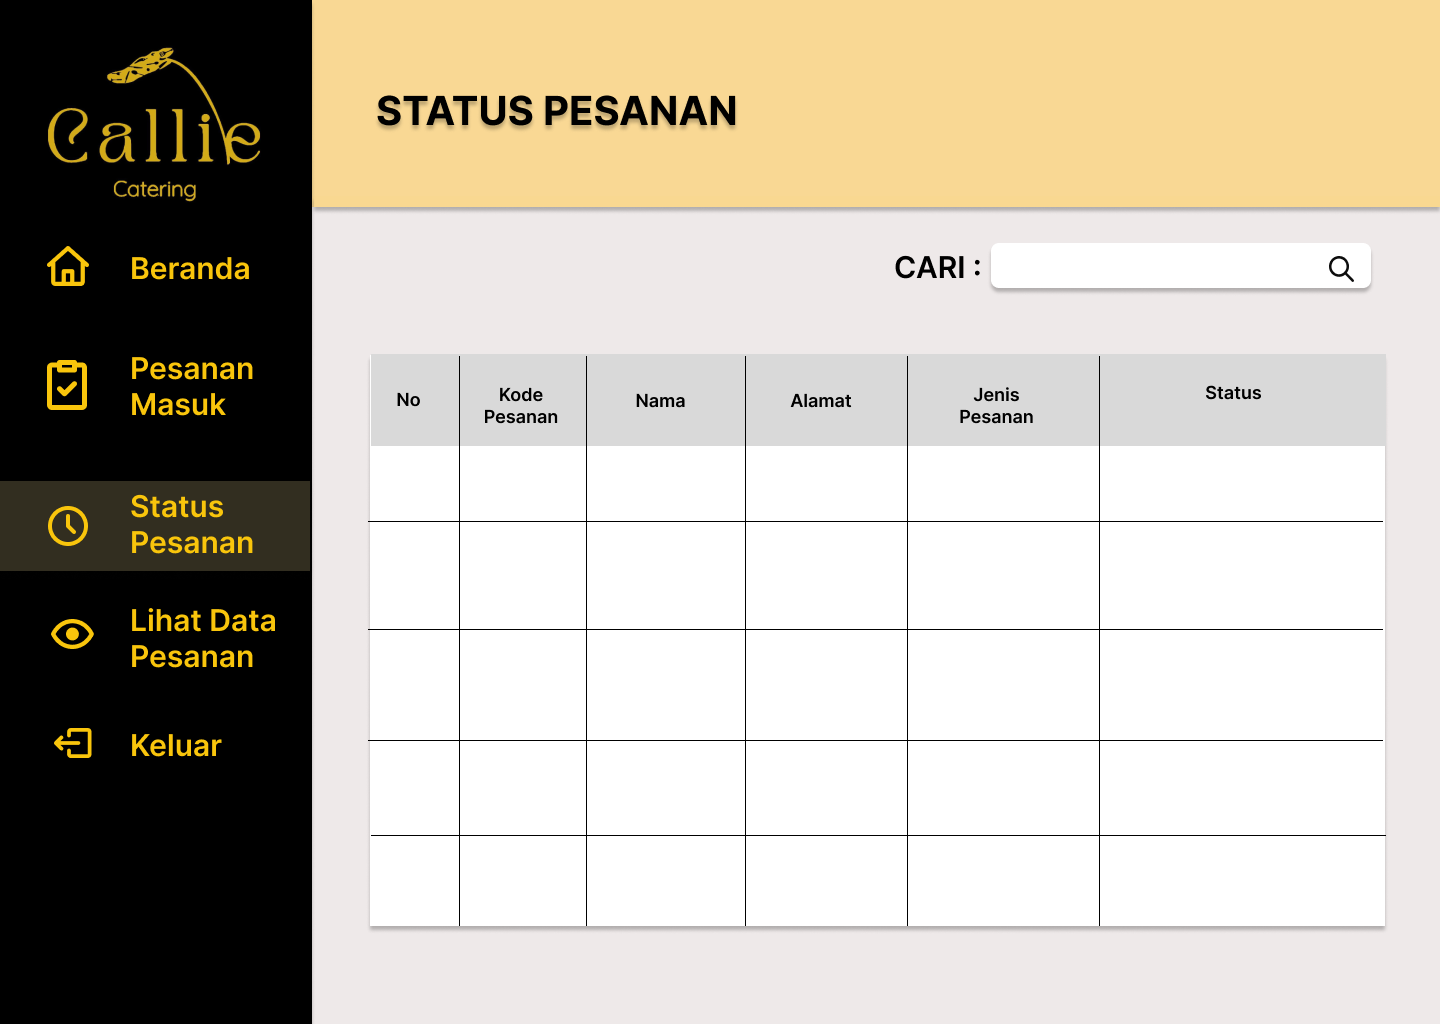 Callie
Catering
Beranda
Pesanan
Masuk
Status
Pesanan
Lihat Data
Pesanan
Keluar
STATUS PESANAN
CARI :
No
Kode
Pesanan
Nama
Alamat
Jenis
Pesanan
Status